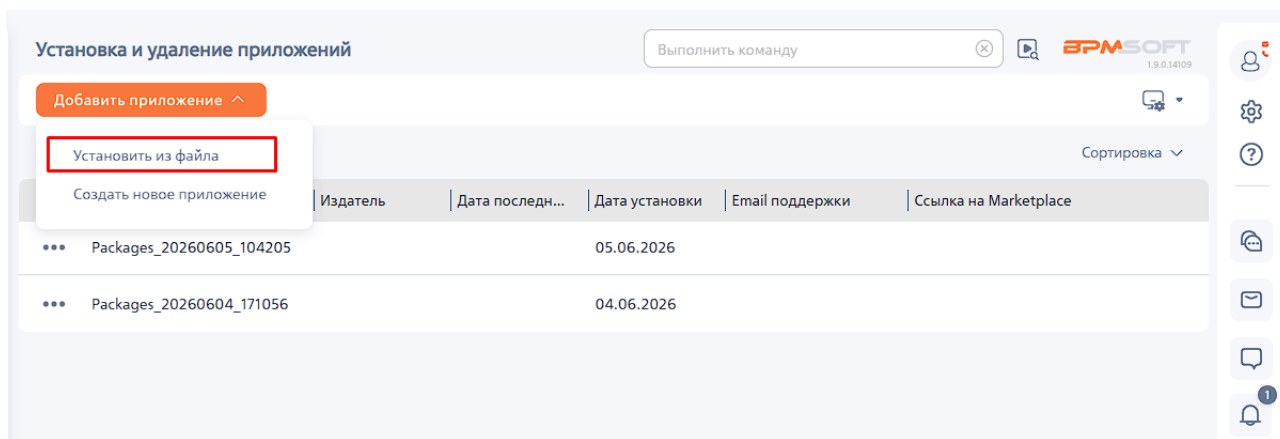 Установка и удаление приложений
Выполнить команду
BPMSOFT
1.9.0.14109
Добавить приложение
Установить из файла
Создать новое приложение
Сортировка
Издатель Дата последн... Дата установки Email поддержки Ссылка на Marketplace
Packages_20260605_104205 05.06.2026
Packages_20260604_171056 04.06.2026
1